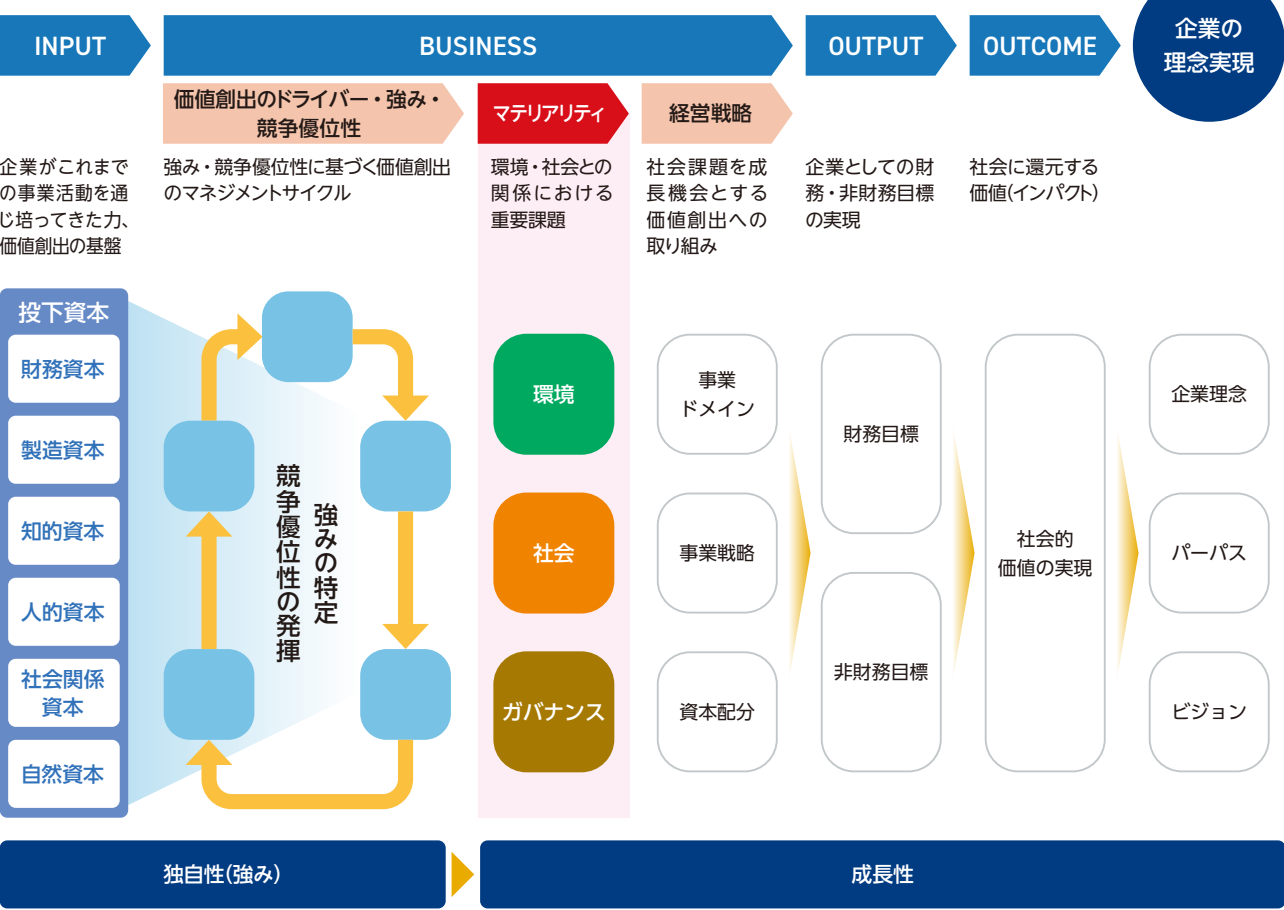 INPUT
BUSINESS
OUTPUT
OUTCOME
企業の
理念実現
価値創出のドライバー・強み・
競争優位性
マテリアリティ
経営戦略
企業がこれまで
の事業活動を通
じ培ってきた力、
価値創出の基盤
強み・競争優位性に基づく価値創出
のマネジメントサイクル
環境・社会との
関係における
重要課題
社会課題を成
長機会とする
価値創出への
取り組み
企業としての財
務・非財務目標
の実現
社会に還元する
価値(インパクト)
投下資本
財務資本
製造資本
知的資本
人的資本
社会関係
資本
自然資本
強みの特定
競争優位性の発揮
環境
社会
ガバナンス
事業
ドメイン
事業戦略
資本配分
財務目標
非財務目標
社会的
価値の実現
企業理念
パーパス
ビジョン
独自性(強み)
成長性